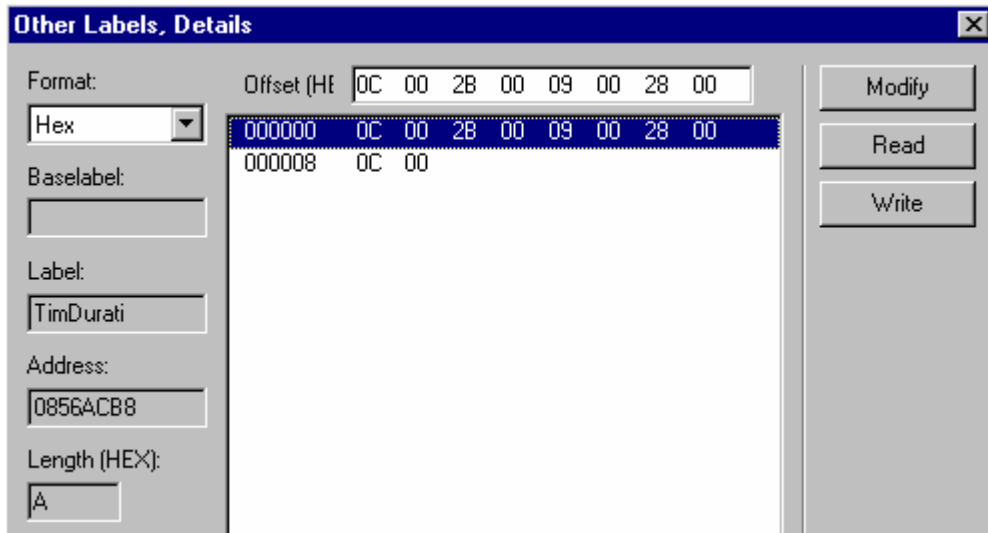 Other Labels, Details
Format:
Hex
Baselabel:
Label:
TimDurati
Address:
0856ACB8
Length (HEX):
A
Offset (HE 0C 00 2B 00 09 00 28 00
000000 0C 00 2B 00 09 00 28 00
000008 0C 00
Modify
Read
Write